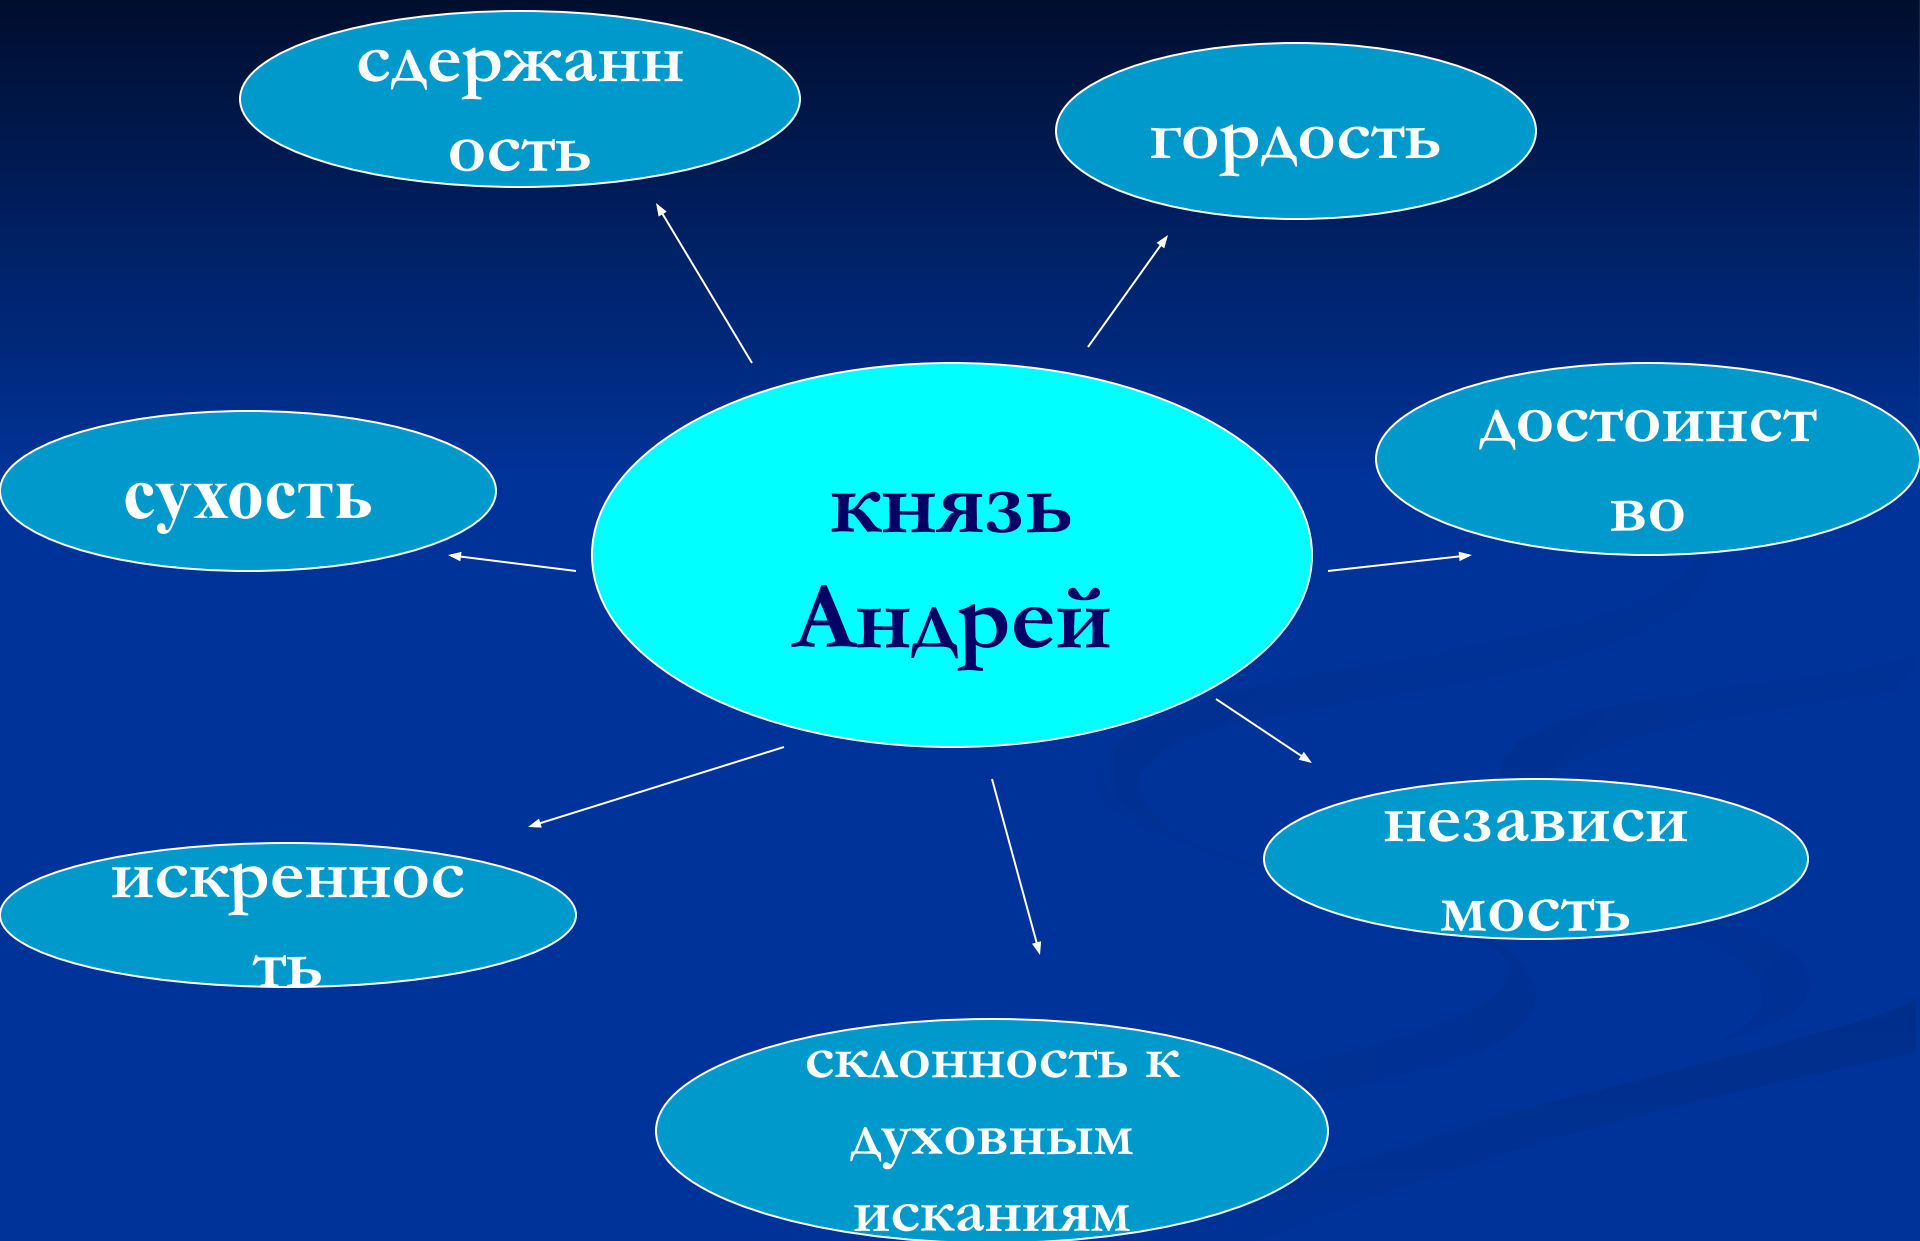 сдержанн
ость
гордость
сухость
князь
Андрей
достоинст
во
независи
мость
искреннос
ть
склонность к
духовным
исканиям